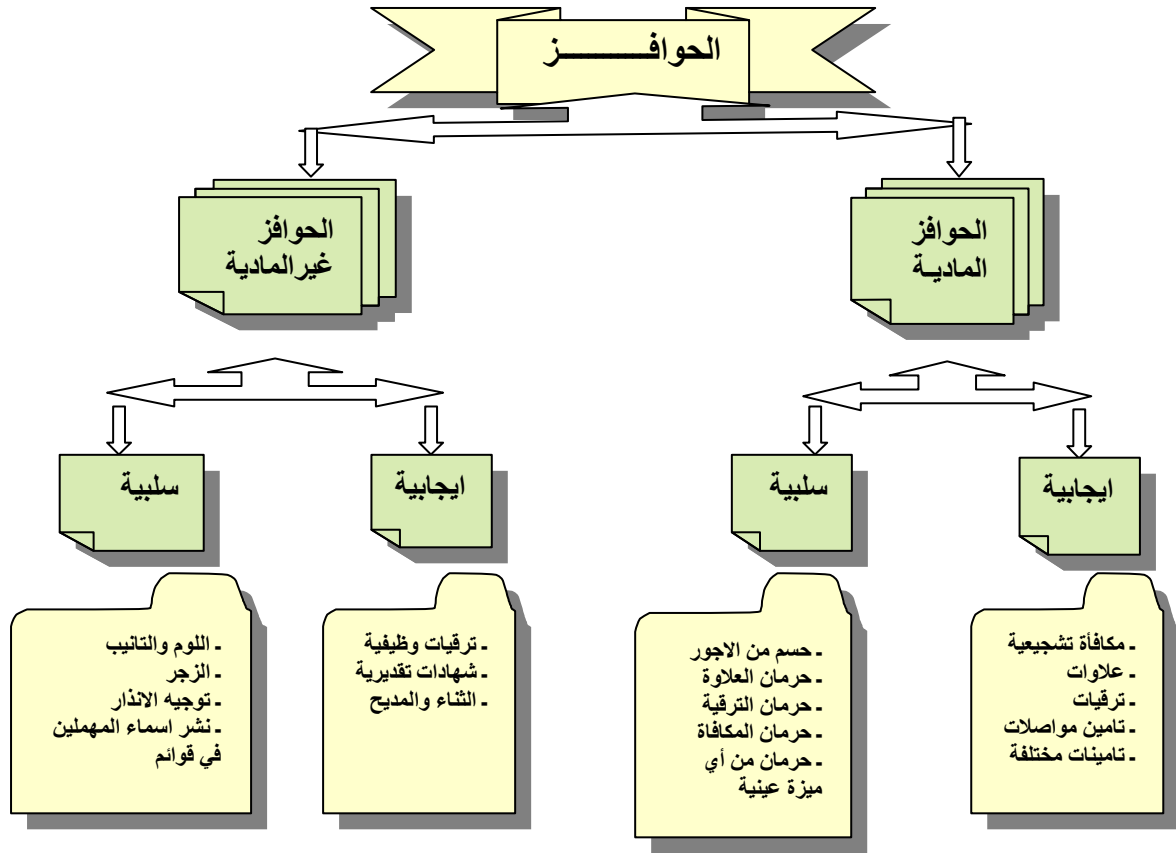 الحوافــــــــز
الحوافز
الماديـة
الحوافز
غيرالمادية
ايجابية
سلبية
ايجابية
سلبية
ـ مكافأة تشجيعية
ـ علاوات
ـ ترقيات
ـ تامين مواصلات
ـ تامينات مختلفة
ـ حسم من الاجور
ـ حرمان العلاوة
ـ حرمان الترقية
ـ حرمان المكافاة
ـ حرمان من أي
ميزة عينية
ـ ترقيات وظيفية
ـ شهادات تقديرية
ـ الثناء والمديح
ـ اللوم والتانيب
ـ الزجر
ـ توجيه الانذار
ـ نشر اسماء المهملين
في قوائم